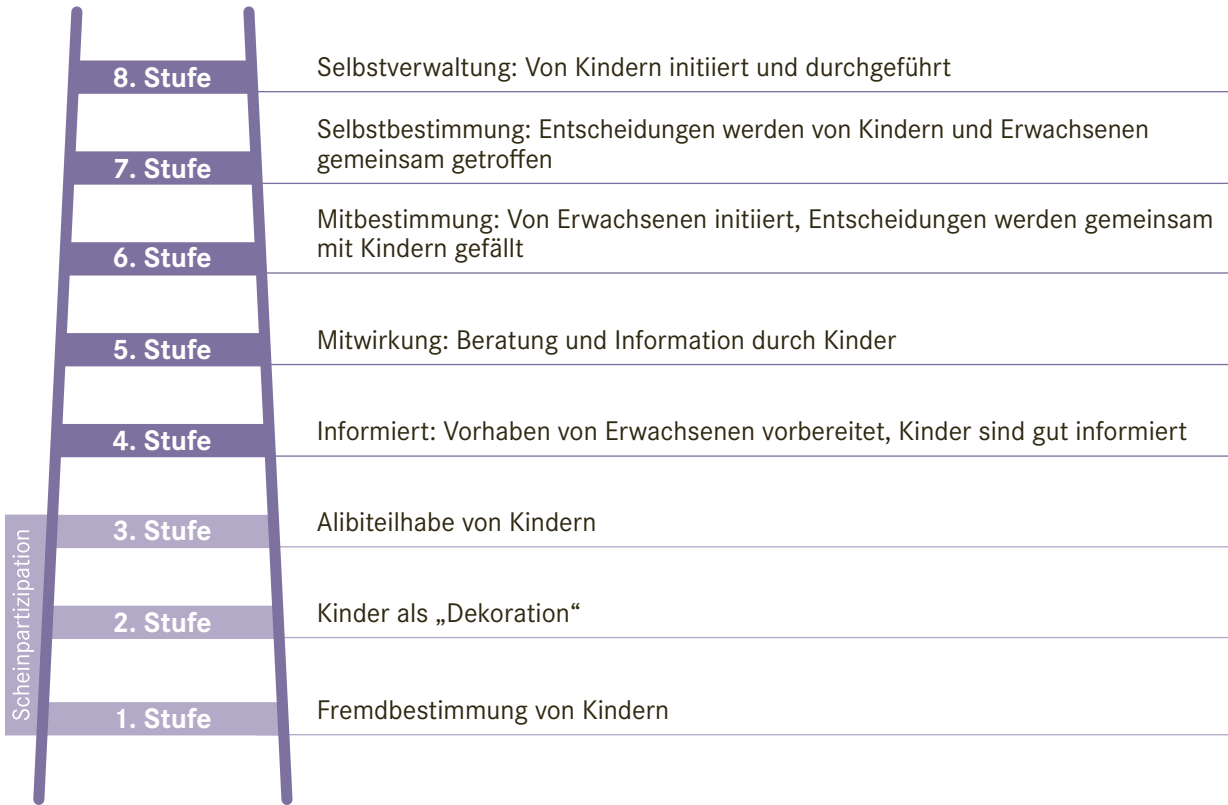 8. Stufe
Selbstverwaltung: Von Kindern initiiert und durchgeführt
7. Stufe
Selbstbestimmung: Entscheidungen werden von Kindern und Erwachsenen
gemeinsam getroffen
6. Stufe
Mitbestimmung: Von Erwachsenen initiiert, Entscheidungen werden gemeinsam
mit Kindern gefällt
5. Stufe
Mitwirkung: Beratung und Information durch Kinder
4. Stufe
Informiert: Vorhaben von Erwachsenen vorbereitet, Kinder sind gut informiert
Scheinpartizipation
3. Stufe
Alibiteilhabe von Kindern
2. Stufe
Kinder als „Dekoration“
1. Stufe
Fremdbestimmung von Kindern